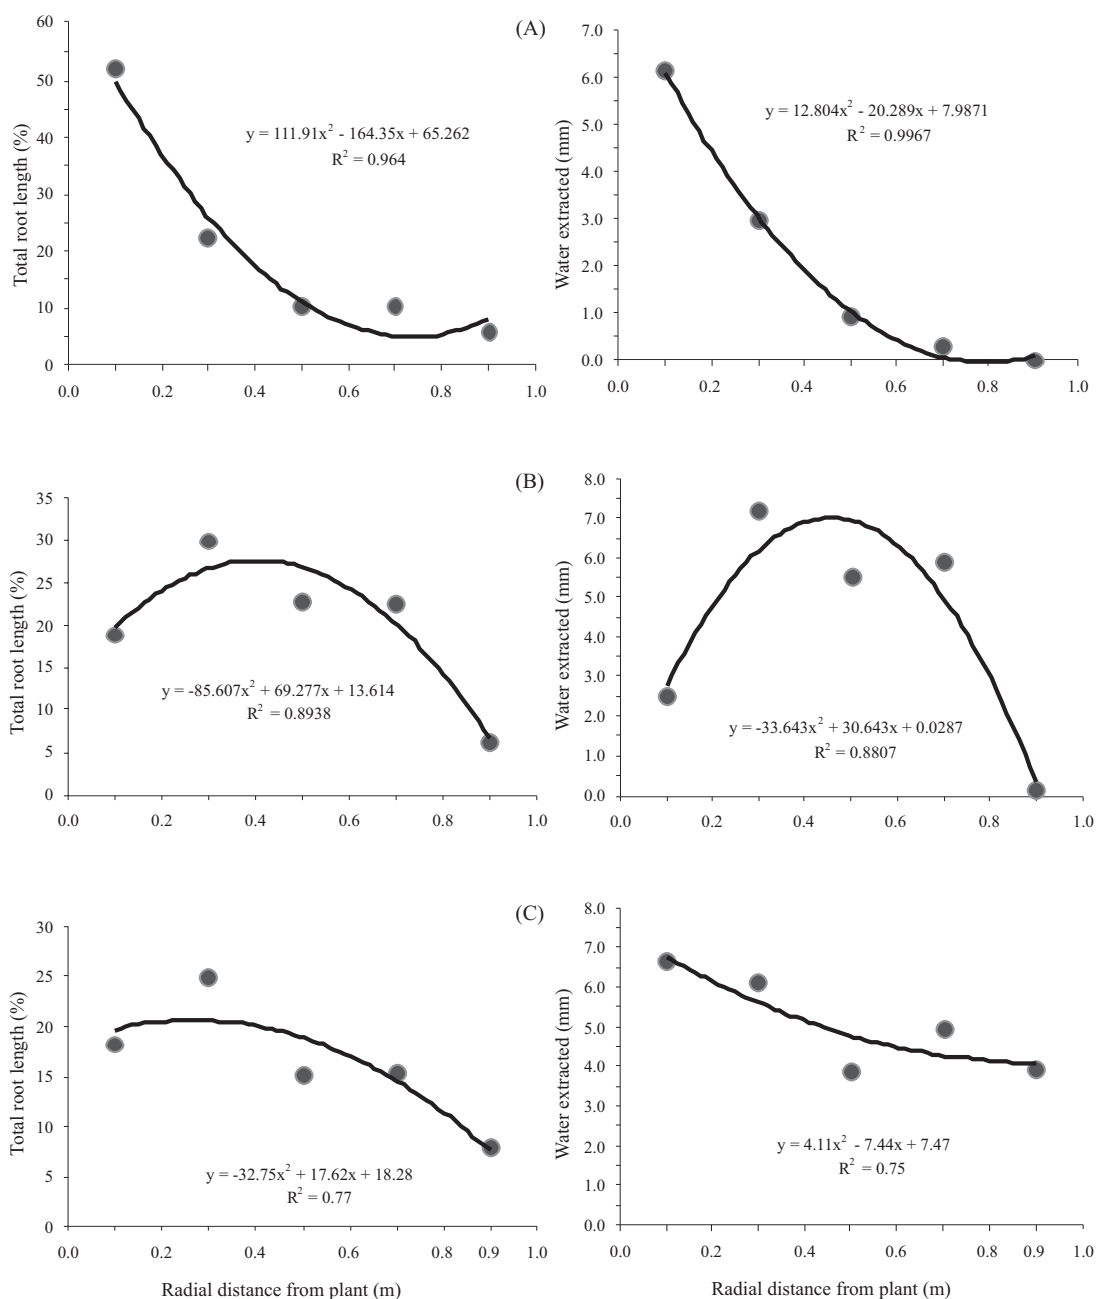 (A)
Total root length (%)
60
50
40
30
20
10
0
0.0 0.2 0.4 0.6 0.8 1.0
y = 111.91x² - 164.35x + 65.262
R² = 0.964
Water extracted (mm)
7.0
6.0
5.0
4.0
3.0
2.0
1.0
0.0
0.0 0.2 0.4 0.6 0.8 1.0
y = 12.804x² - 20.289x + 7.9871
R² = 0.9967
(B)
Total root length (%)
35
30
25
20
15
10
5
0
0.0 0.2 0.4 0.6 0.8 1.0
y = -85.607x² + 69.277x + 13.614
R² = 0.8938
Water extracted (mm)
8.0
7.0
6.0
5.0
4.0
3.0
2.0
1.0
0.0
0.0 0.2 0.4 0.6 0.8 1.0
y = -33.643x² + 30.643x + 0.0287
R² = 0.8807
(C)
Total root length (%)
30
25
20
15
10
5
0
0.0 0.2 0.4 0.6 0.9 1.0
y = -32.75x² + 17.62x + 18.28
R² = 0.77
Radial distance from plant (m)
Water extracted (mm)
8.0
7.0
6.0
5.0
4.0
3.0
2.0
1.0
0.0
0.0 0.2 0.4 0.6 0.9 1.0
y = 4.11x² - 7.44x + 7.47
R² = 0.75
Radial distance from plant (m)